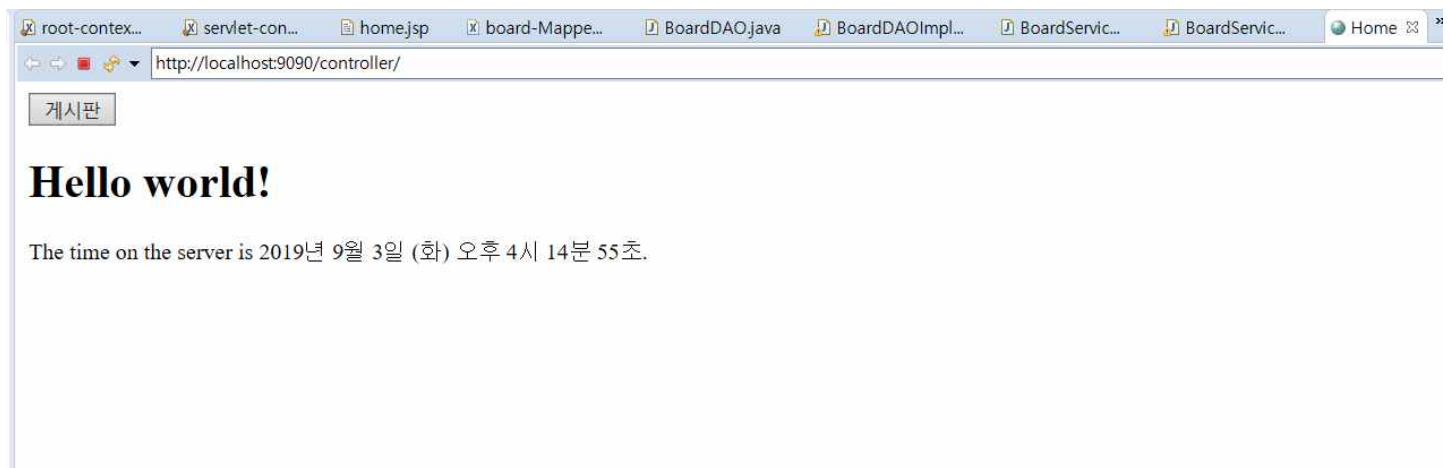 root-contex... servlet-con... home.jsp board-Mappe... BoardDAO.java BoardDAOImpl... BoardServic... BoardServic... Home
http://localhost:9090/controller/
게시판
Hello world!
The time on the server is 2019년 9월 3일 (화) 오후 4시 14분 55초.